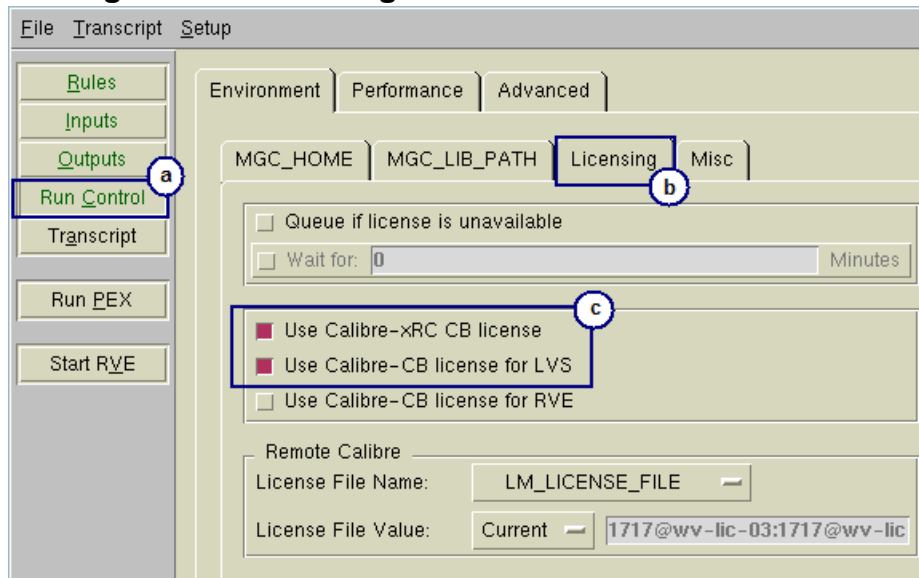 File Transcript Setup
Rules
Inputs
Outputs
a
Run Control
Transcript
Run PEX
Start RVE
Environment Performance Advanced
MGC_HOME MGC_LIB_PATH Licensing Misc
b
Queue if license is unavailable
Wait for: 0 Minutes
c
Use Calibre-xRC CB license
Use Calibre-CB license for LVS
Use Calibre-CB license for RVE
Remote Calibre
License File Name: LM_LICENSE_FILE
License File Value: Current 1717@wv-lic-03:1717@wv-lic